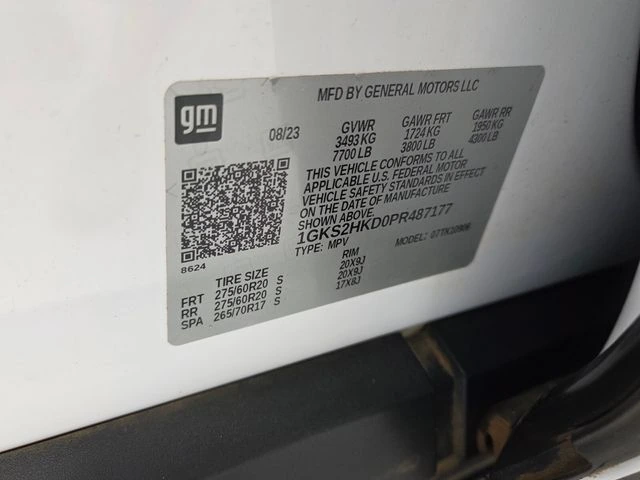 MFD BY GENERAL MOTORS LLC
gm
08/23 GVWR GAWR FRT GAWR RR
3493 KG 1724 KG 1950 KG
7700 LB 3800 LB 4300 LB
THIS VEHICLE CONFORMS TO ALL
APPLICABLE U.S. FEDERAL MOTOR
VEHICLE SAFETY STANDARDS IN EFFECT
ON THE DATE OF MANUFACTURE
SHOWN ABOVE.
1GKS2HKD0PR487177
TYPE: MPV MODEL: 07TK10906
8624
TIRE SIZE RIM
FRT 275/60R20 S 20X9J
RR 275/60R20 S 20X9J
SPA 265/70R17 S 17X8J